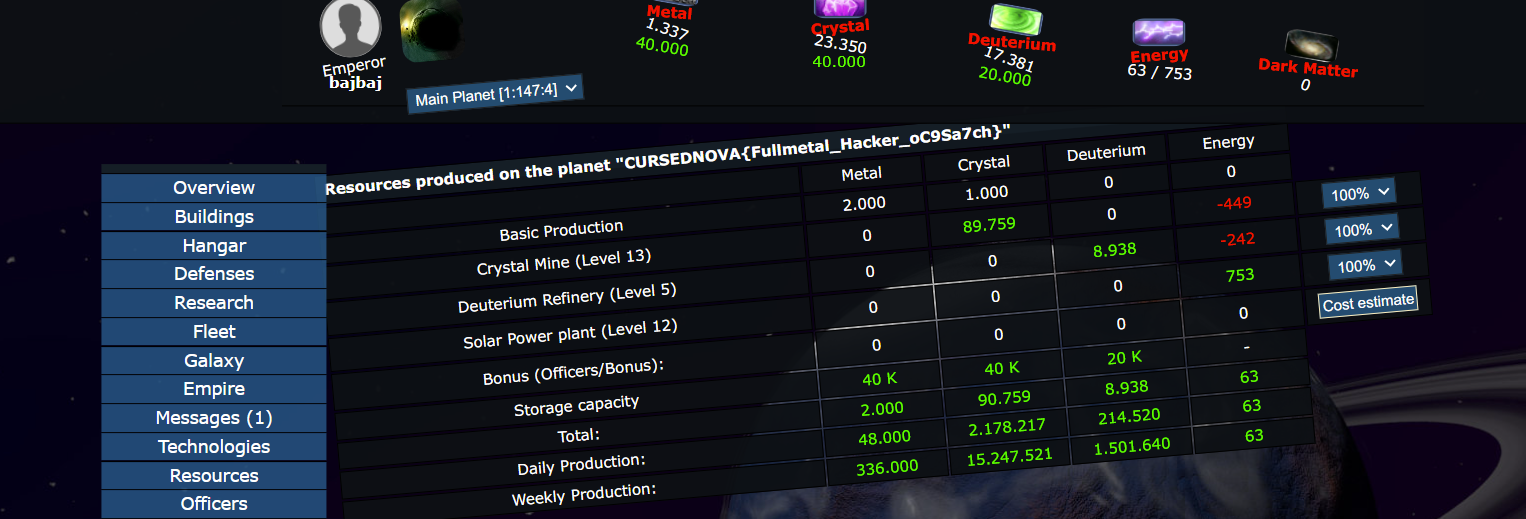 Emperor
bajbaj
Main Planet [1:147:4]
Metal
1.337
40.000
Crystal
23.350
40.000
Deuterium
17.381
20.000
Energy
63 / 753
Dark Matter
0
Overview
Buildings
Hangar
Defenses
Research
Fleet
Galaxy
Empire
Messages (1)
Technologies
Resources
Officers
Resources produced on the planet "CURSEDNOVA{Fullmetal_Hacker_oC9Sa7ch}"
Metal Crystal Deuterium Energy
Basic Production 2.000 1.000 0 0
Crystal Mine (Level 13) 0 89.759 0 -449 100%
Deuterium Refinery (Level 5) 0 0 8.938 -242 100%
Solar Power plant (Level 12) 0 0 0 753 100%
Bonus (Officers/Bonus): 0 0 0 0 Cost estimate
Storage capacity 40 K 40 K 20 K -
Total: 2.000 90.759 8.938 63
Daily Production: 48.000 2.178.217 214.520 63
Weekly Production: 336.000 15.247.521 1.501.640 63